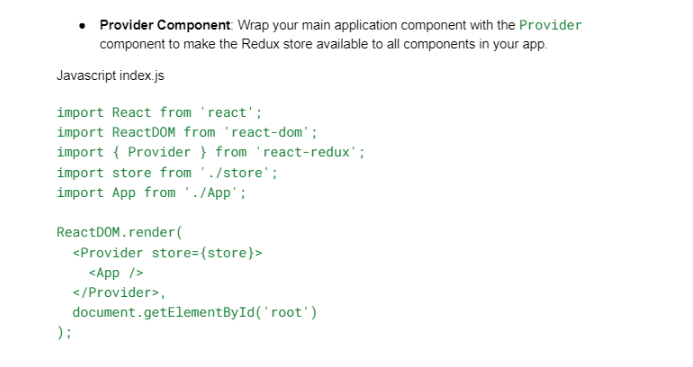 ● Provider Component: Wrap your main application component with the Provider
component to make the Redux store available to all components in your app.
Javascript index.js
import React from 'react';
import ReactDOM from 'react-dom';
import { Provider } from 'react-redux';
import store from './store';
import App from './App';
ReactDOM.render(
  <Provider store={store}>
    <App />
  </Provider>,
  document.getElementById('root')
);